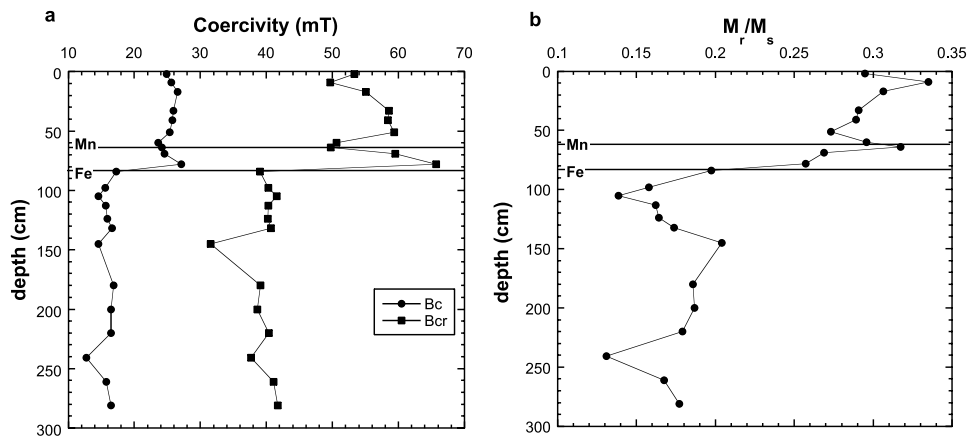 a
Coercivity (mT)
10 20 30 40 50 60 70
0
50
Mn
Fe
100
150
200
250
300
depth (cm)
Bc
Bcr
b
Mr/Ms
0.1 0.15 0.2 0.25 0.3 0.35
0
50
Mn
Fe
100
150
200
250
300
depth (cm)